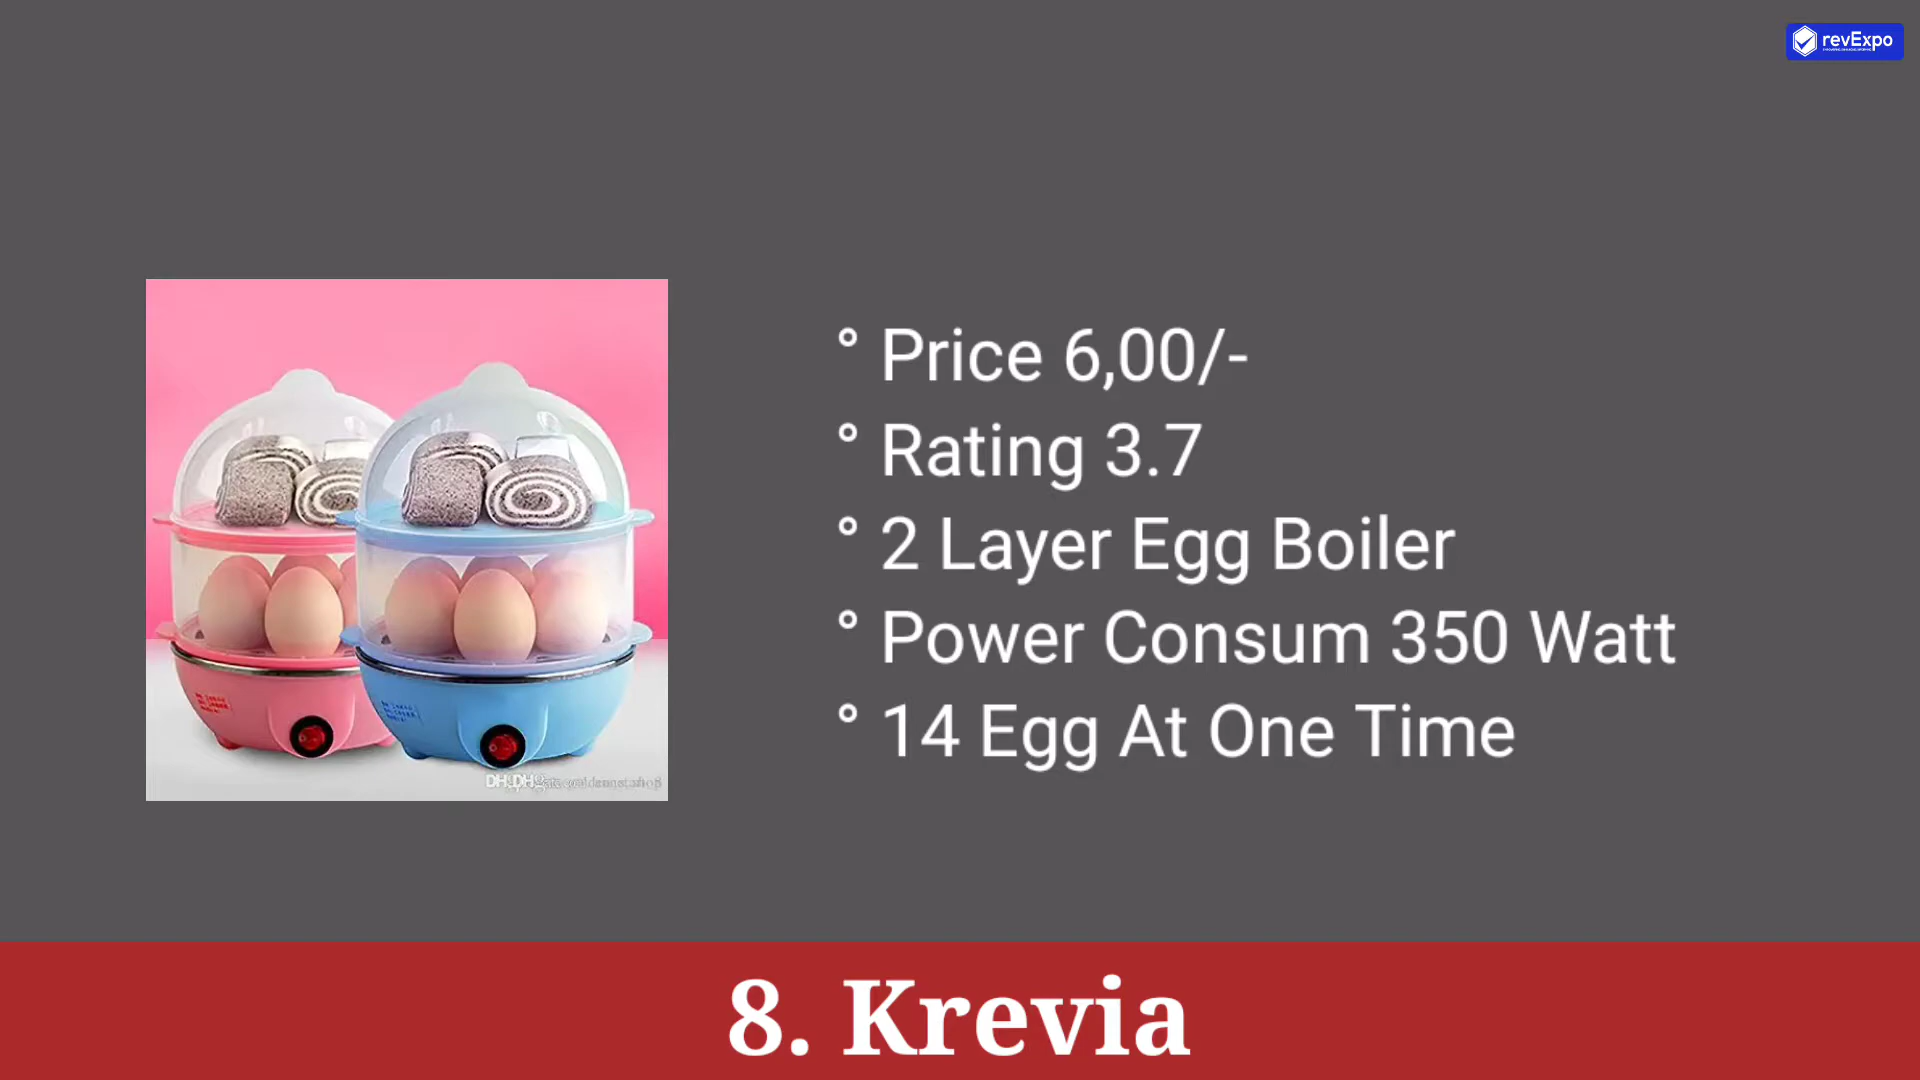 revExpo
° Price 6,00/-
° Rating 3.7
° 2 Layer Egg Boiler
° Power Consum 350 Watt
° 14 Egg At One Time
8. Krevia